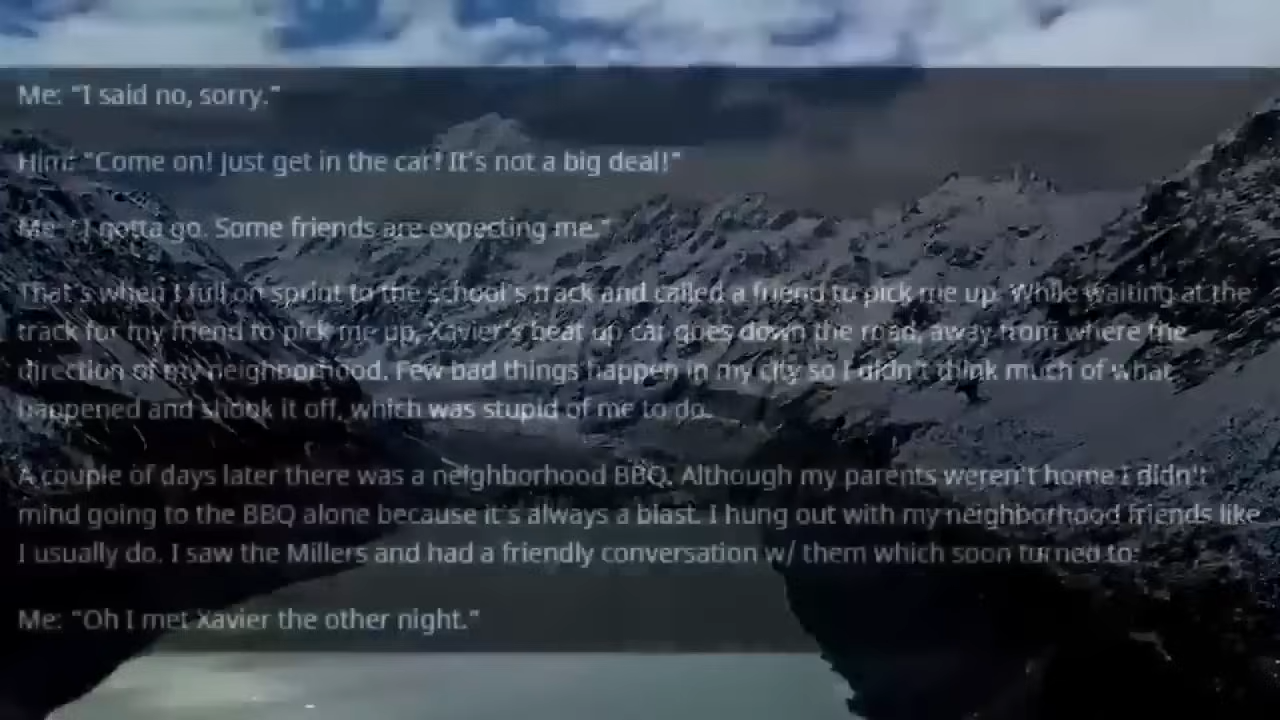 Me: "I said no, sorry."
Him: "Come on! Just get in the car! It's not a big deal!"
Me: "I gotta go. Some friends are expecting me."
That's when I full on sprint to the school's track and called a friend to pick me up. While waiting at the
track for my friend to pick me up, Xavier's beat up car goes down the road, away from where the
direction of my neighborhood. Few bad things happen in my city so I didn't think much of what
happened and shook it off, which was stupid of me to do.
A couple of days later there was a neighborhood BBQ. Although my parents weren't home I didn't
mind going to the BBQ alone because it's always a blast. I hung out with my neighborhood friends like
I usually do. I saw the Millers and had a friendly conversation w/ them which soon turned to:
Me: "Oh I met Xavier the other night."